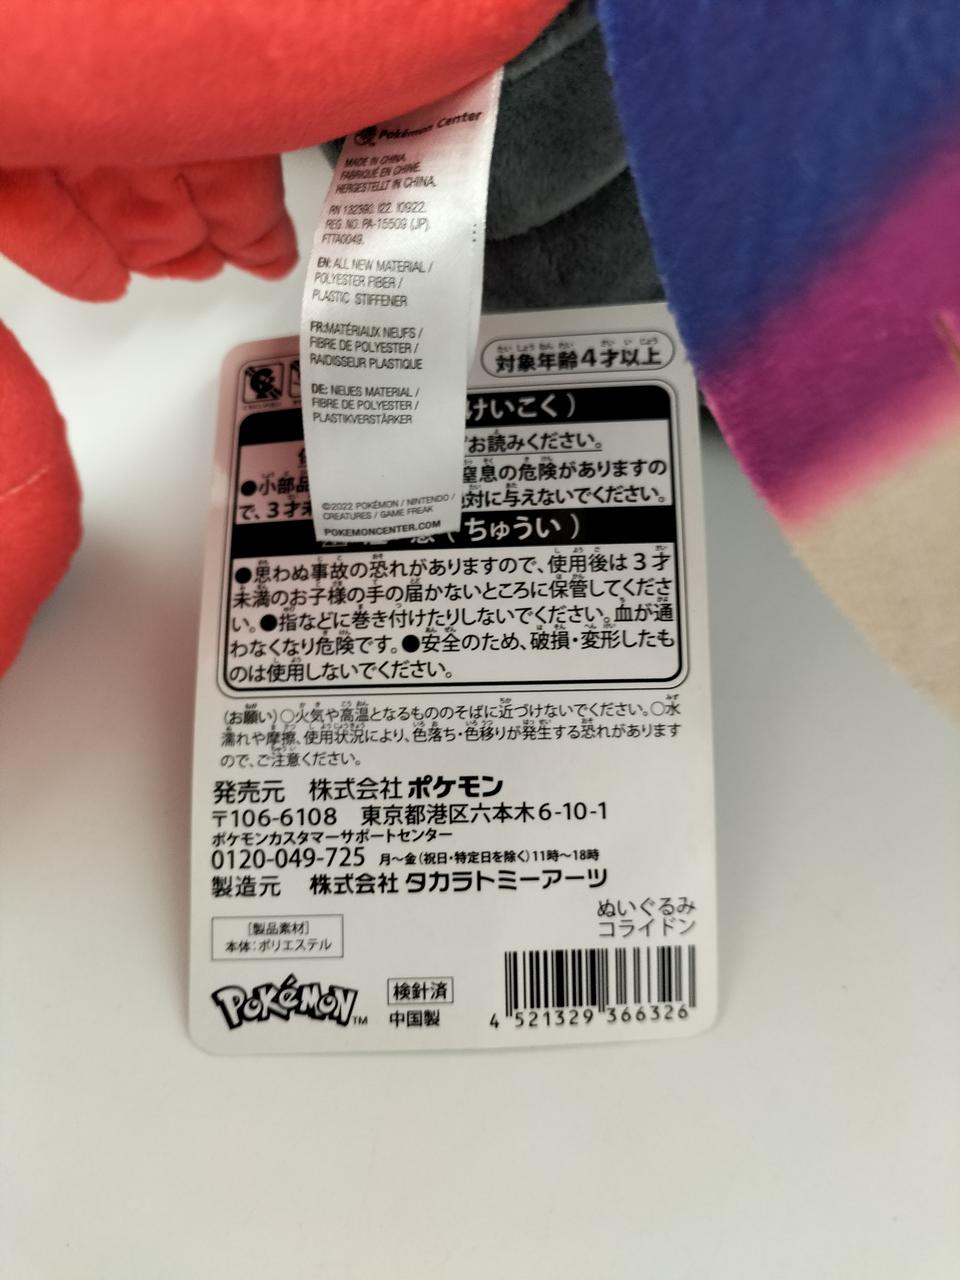 Pokémon Center
MADE IN CHINA.
FABRIQUÉ EN CHINE.
HERGESTELLT IN CHINA.
RN 132390. I22. I0922.
REG. NO. PA-15509 (JP).
FTTA0049.
EN: ALL NEW MATERIAL /
POLYESTER FIBER /
PLASTIC STIFFENER
FR:MATÉRIAUX NEUFS /
FIBRE DE POLYESTER /
RAIDISSEUR PLASTIQUE
DE: NEUES MATERIAL /
FIBRE DE POLYESTER /
PLASTIKVERSTÄRKER
©2022 POKÉMON / NINTENDO /
CREATURES / GAME FREAK
POKEMONCENTER.COM
対象年齢4才以上
けいこく）
お読みください。
●小部品 窒息の危険がありますの
で、3才未 対に与えないでください。
（ちゅうい）
●思わぬ事故の恐れがありますので、使用後は3才
未満のお子様の手の届かないところに保管してくださ
い。●指などに巻き付けたりしないでください。血が通
わなくなり危険です。●安全のため、破損・変形したも
のは使用しないでください。
（お願い）○火気や高温となるもののそばに近づけないでください。○水
濡れや摩擦、使用状況により、色落ち・色移りが発生する恐れがあります
ので、ご注意ください。
発売元　株式会社 ポケモン
〒106-6108　東京都港区六本木6-10-1
ポケモンカスタマーサポートセンター
0120-049-725 月～金（祝日・特定日を除く）11時～18時
製造元　株式会社 タカラトミーアーツ
ぬいぐるみ
コライドン
［製品素材］
本体：ポリエステル
POKéMON™
検針済
中国製
4 521329 366326